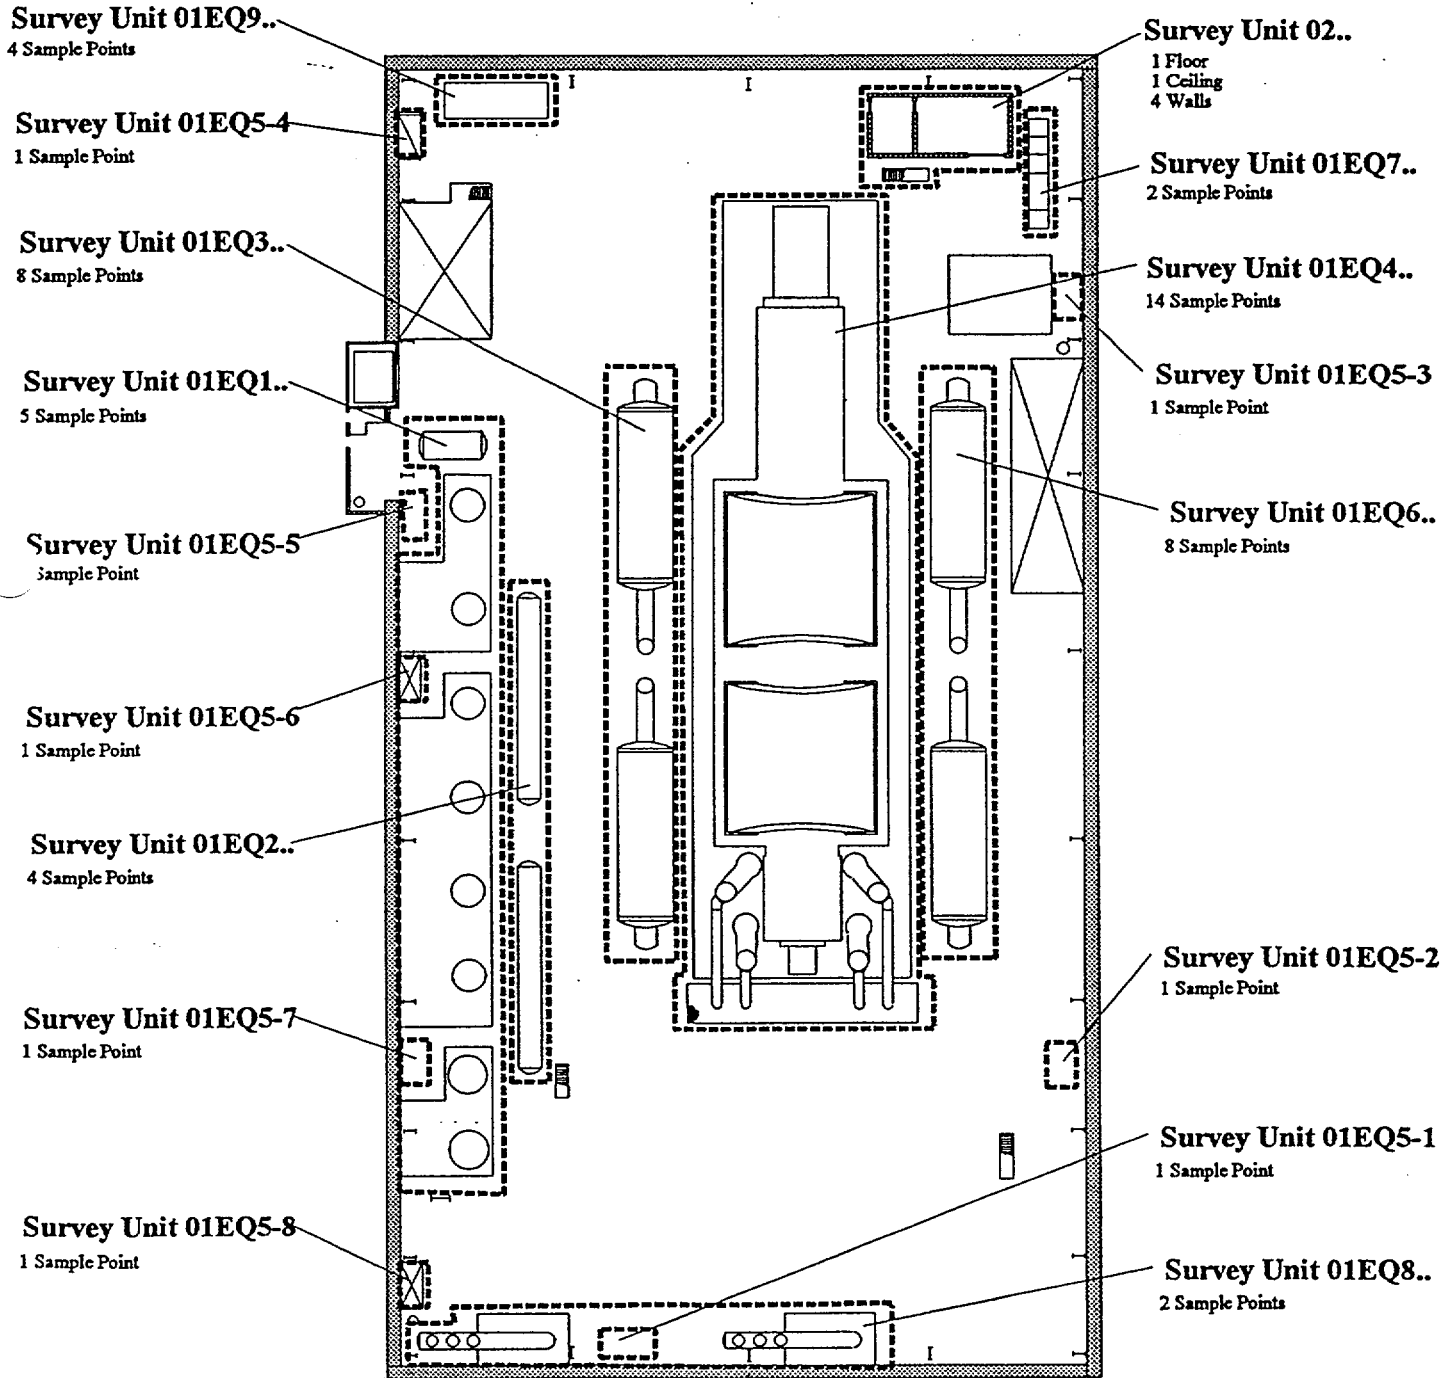 Survey Unit 01EQ9..
4 Sample Points
Survey Unit 01EQ5-4
1 Sample Point
Survey Unit 01EQ3..
8 Sample Points
Survey Unit 01EQ1..
5 Sample Points
Survey Unit 01EQ5-5
Sample Point
Survey Unit 01EQ5-6
1 Sample Point
Survey Unit 01EQ2..
4 Sample Points
Survey Unit 01EQ5-7
1 Sample Point
Survey Unit 01EQ5-8
1 Sample Point
Survey Unit 02..
1 Floor
1 Ceiling
4 Walls
Survey Unit 01EQ7..
2 Sample Points
Survey Unit 01EQ4..
14 Sample Points
Survey Unit 01EQ5-3
1 Sample Point
Survey Unit 01EQ6..
8 Sample Points
Survey Unit 01EQ5-2
1 Sample Point
Survey Unit 01EQ5-1
1 Sample Point
Survey Unit 01EQ8..
2 Sample Points